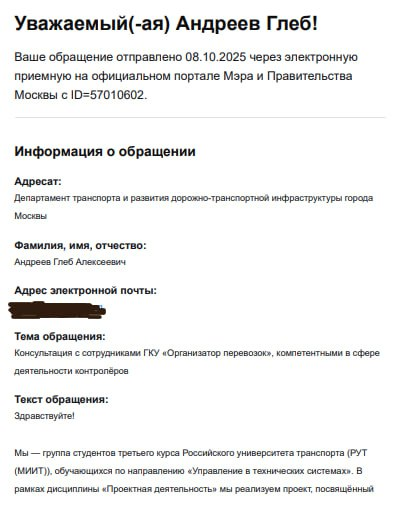 Уважаемый(-ая) Андреев Глеб!
Ваше обращение отправлено 08.10.2025 через электронную
приемную на официальном портале Мэра и Правительства
Москвы с ID=57010602.
Информация о обращении
Адресат:
Департамент транспорта и развития дорожно-транспортной инфраструктуры города
Москвы
Фамилия, имя, отчество:
Андреев Глеб Алексеевич
Адрес электронной почты:
Тема обращения:
Консультация с сотрудниками ГКУ «Организатор перевозок», компетентными в сфере
деятельности контролёров
Текст обращения:
Здравствуйте!
Мы — группа студентов третьего курса Российского университета транспорта (РУТ
(МИИТ)), обучающихся по направлению «Управление в технических системах». В
рамках дисциплины «Проектная деятельность» мы реализуем проект, посвящённый